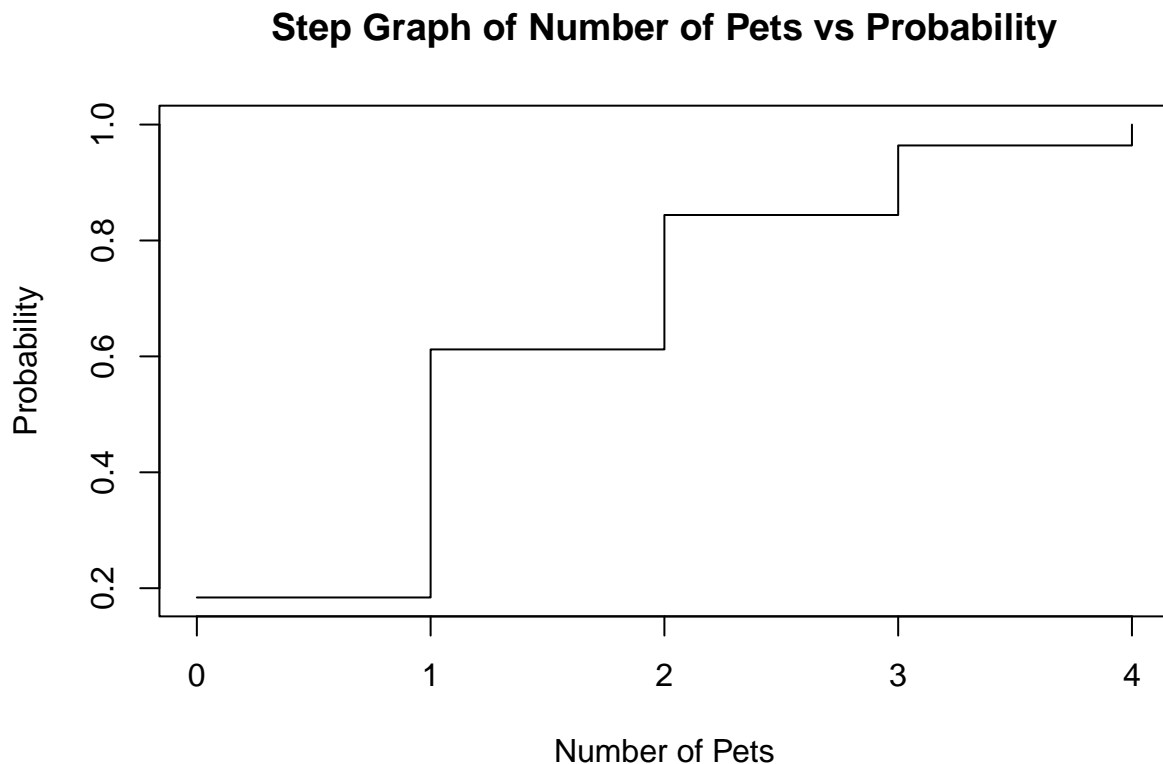 Step Graph of Number of Pets vs Probability
1.0
0.8
0.6
0.4
0.2
Probability
0 1 2 3 4
Number of Pets